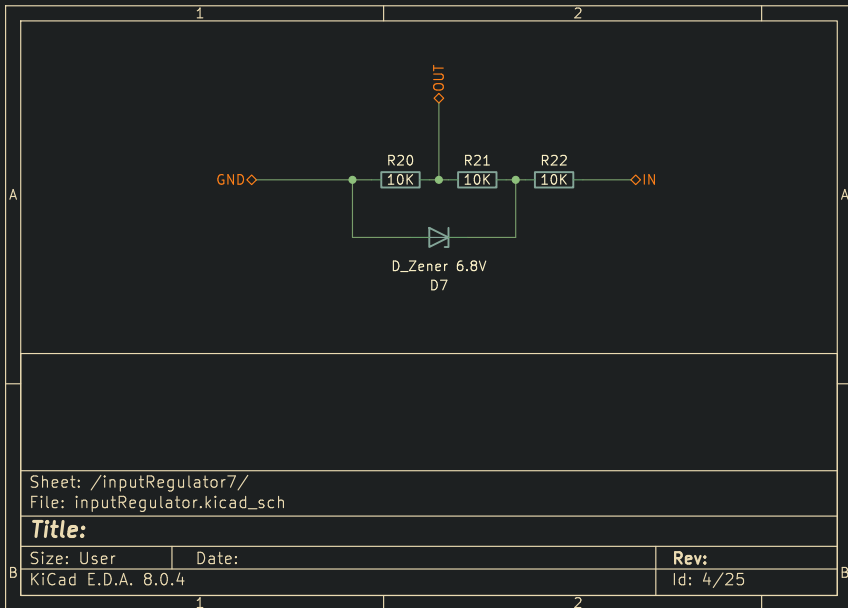 1 2
OUT
R20 R21 R22
GND 10K 10K 10K IN
A A
D_Zener 6.8V
D7
Sheet: /inputRegulator7/
File: inputRegulator.kicad_sch
Title:
Size: User Date: Rev:
B B
KiCad E.D.A. 8.0.4 Id: 4/25
1 2